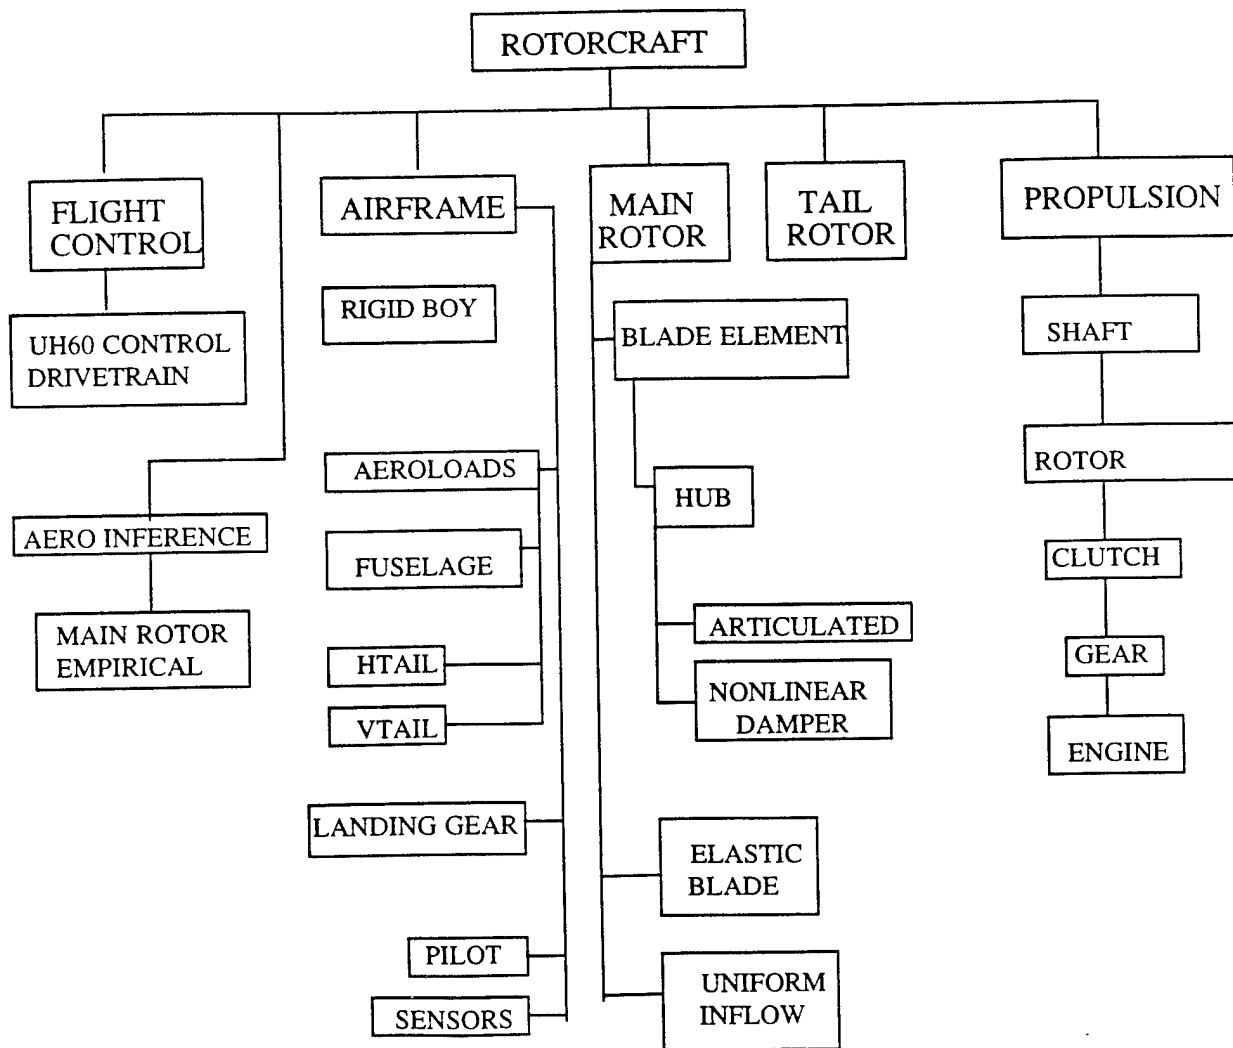 ROTORCRAFT
FLIGHT
CONTROL
AIRFRAME
MAIN
ROTOR
TAIL
ROTOR
PROPULSION
UH60 CONTROL
DRIVETRAIN
RIGID BOY
BLADE ELEMENT
SHAFT
AEROLOADS
HUB
ROTOR
AERO INFERENCE
FUSELAGE
CLUTCH
MAIN ROTOR
EMPIRICAL
HTAIL
ARTICULATED
GEAR
VTAIL
NONLINEAR
DAMPER
ENGINE
LANDING GEAR
ELASTIC
BLADE
PILOT
UNIFORM
INFLOW
SENSORS